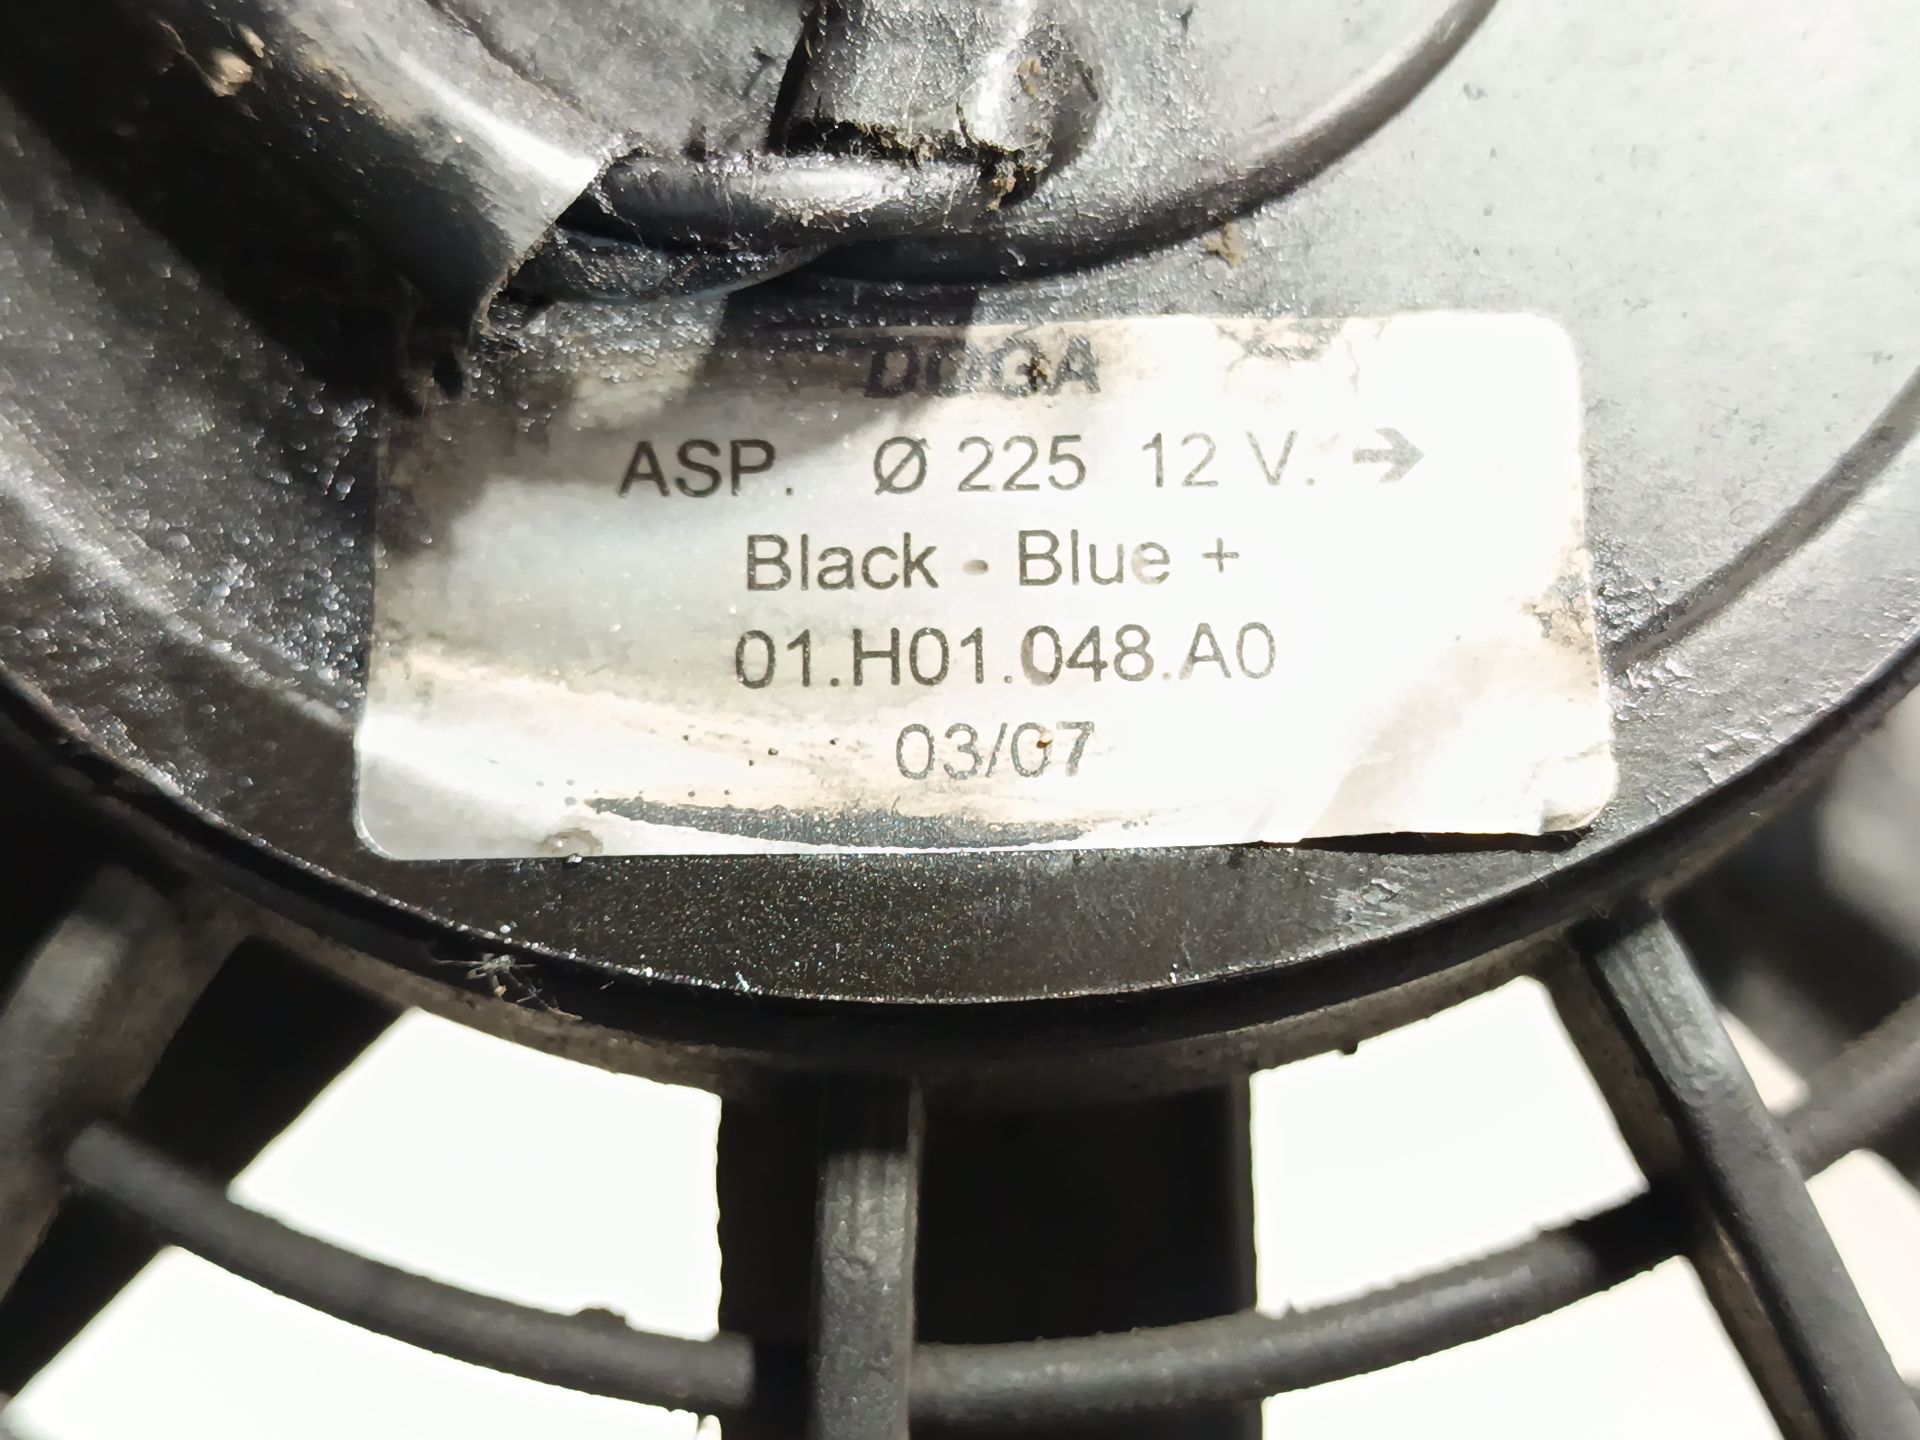 DOGA
ASP. Ø 225 12 V. →
Black - Blue +
01.H01.048.A0
03/07